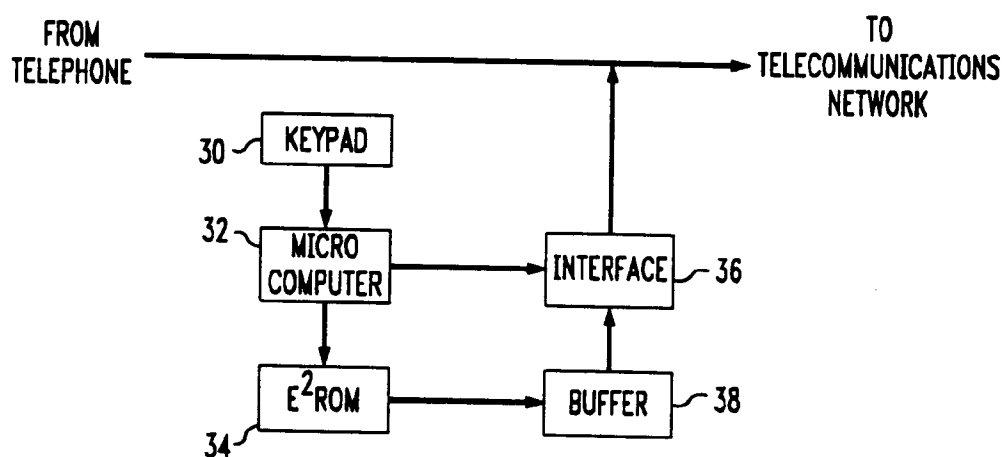 FROM
TELEPHONE
TO
TELECOMMUNICATIONS
NETWORK
30
KEYPAD
32
MICRO
COMPUTER
INTERFACE
36
E²ROM
34
BUFFER
38